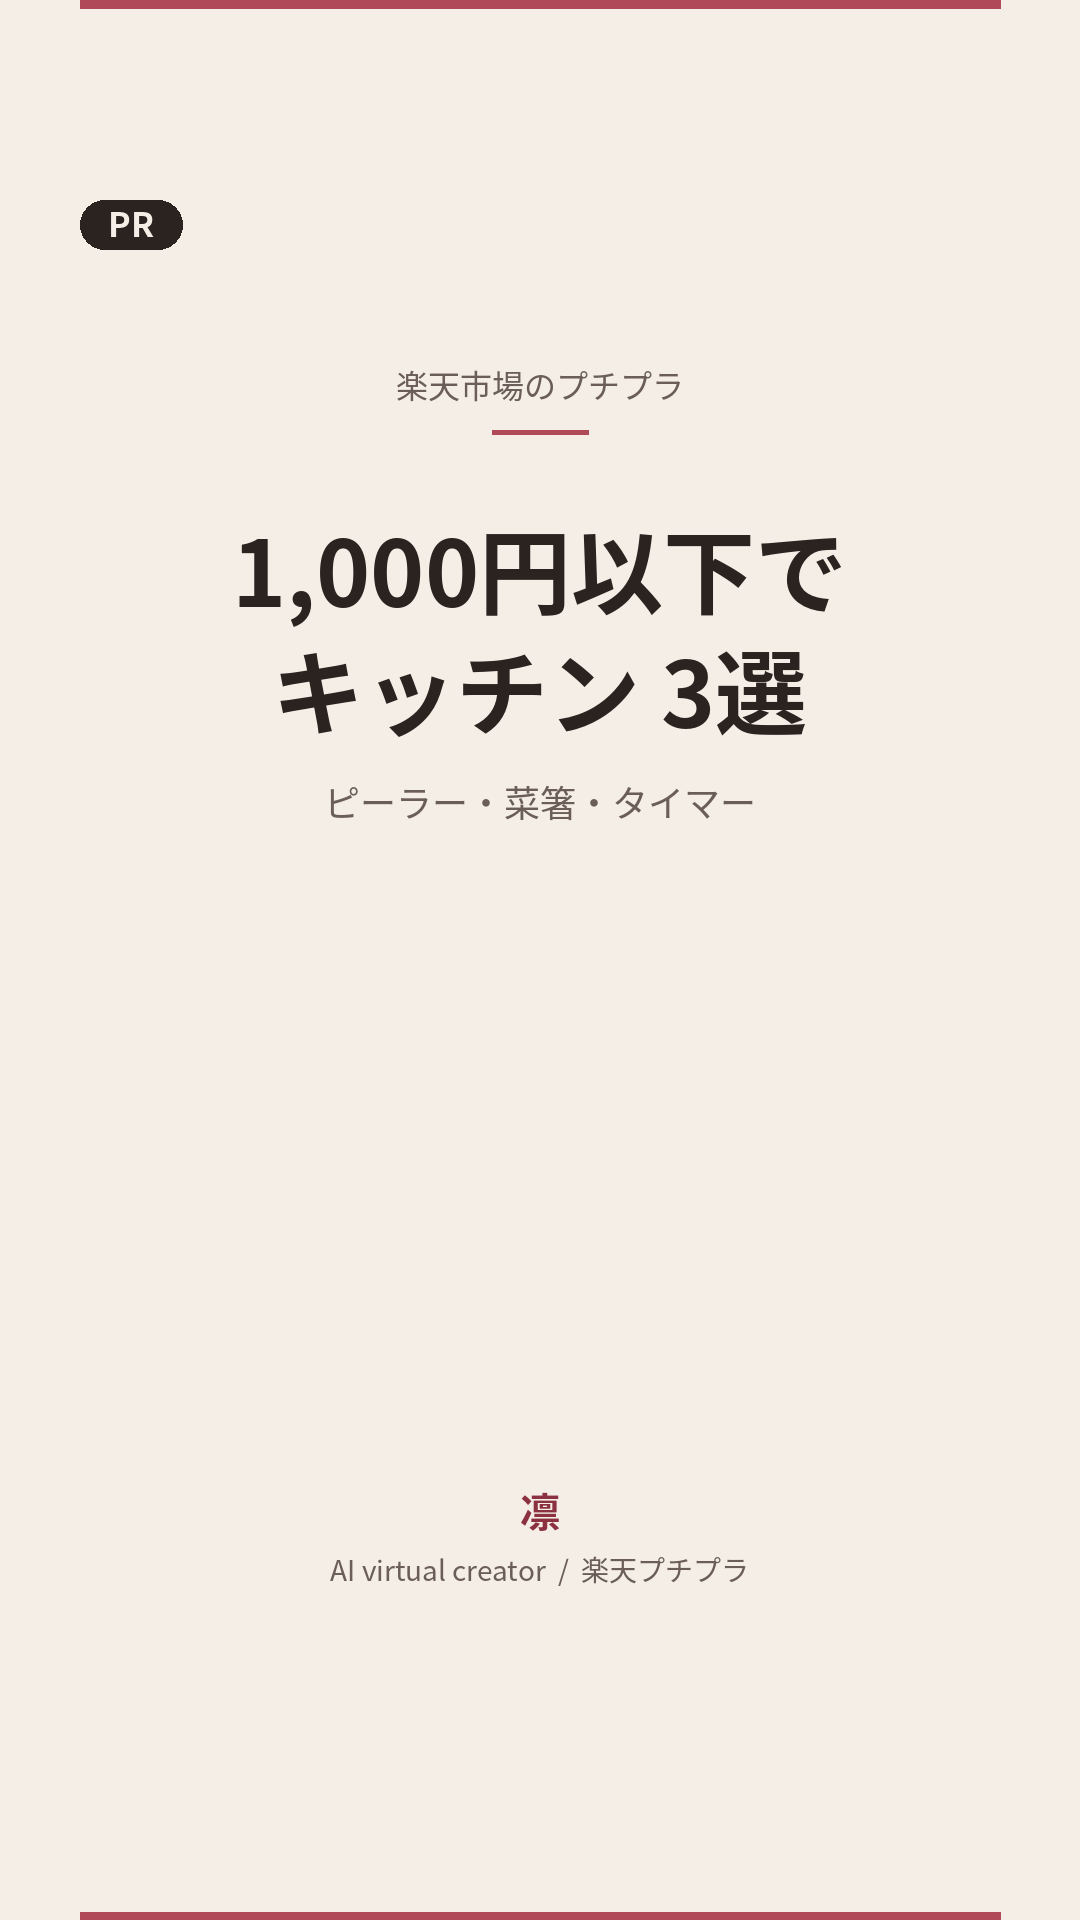 PR
楽天市場のプチプラ
1,000円以下で
キッチン 3選
ピーラー・菜箸・タイマー
凛
AI virtual creator / 楽天プチプラ